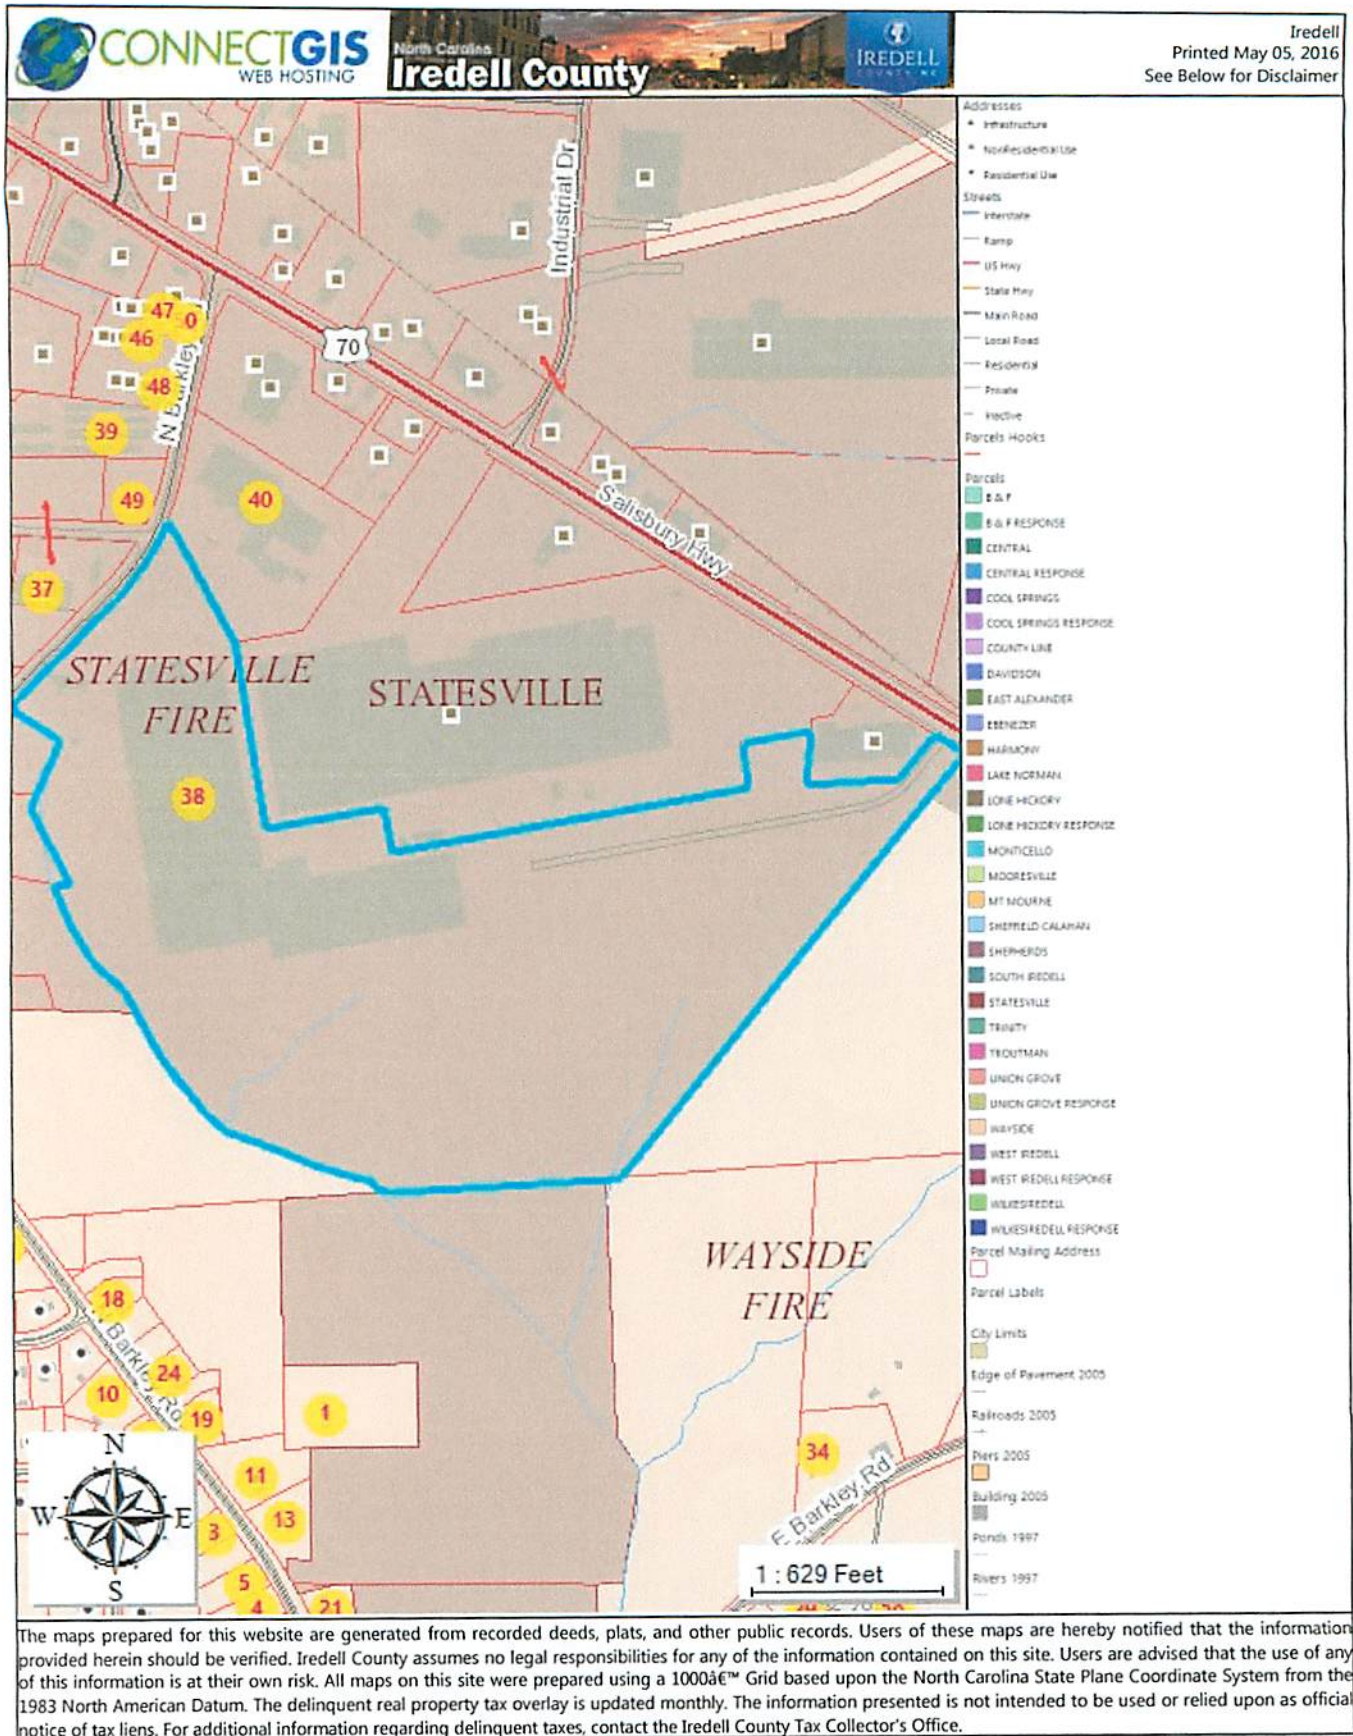 CONNECTGIS
WEB HOSTING
North Carolina
Iredell County
IREDELL
COUNTY NC
Iredell
Printed May 05, 2016
See Below for Disclaimer
Addresses
Infrastructure
NonResidential Use
Residential Use
Streets
Interstate
Ramp
US Hwy
State Hwy
Main Road
Local Road
Residential
Private
Inactive
Parcels Hooks
Parcels
B & F
B & F RESPONSE
CENTRAL
CENTRAL RESPONSE
COOL SPRINGS
COOL SPRINGS RESPONSE
COUNTY LINE
DAVIDSON
EAST ALEXANDER
EBENEZER
HARMONY
LAKE NORMAN
LONE HICKORY
LONE HICKORY RESPONSE
MONTICELLO
MOORESVILLE
MT MOURNE
SHEFFIELD CALAHAN
SHEPHERDS
SOUTH IREDELL
STATESVILLE
TRINITY
TROUTMAN
UNION GROVE
UNION GROVE RESPONSE
WAYSIDE
WEST IREDELL
WEST IREDELL RESPONSE
WILKESIREDELL
WILKESIREDELL RESPONSE
Parcel Mailing Address
Parcel Labels
City Limits
Edge of Pavement 2005
Railroads 2005
Piers 2005
Building 2005
Ponds 1997
Rivers 1997
Industrial Dr
47
46
48
N Barkley
70
39
49
40
37
Salisbury Hwy
STATESVILLE
FIRE
STATESVILLE
38
WAYSIDE
FIRE
18
Barkley Rd
24
10
19
1
11
13
3
5
4
21
34
E Barkley Rd
N
W
E
S
1 : 629 Feet
The maps prepared for this website are generated from recorded deeds, plats, and other public records. Users of these maps are hereby notified that the information
provided herein should be verified. Iredell County assumes no legal responsibilities for any of the information contained on this site. Users are advised that the use of any
of this information is at their own risk. All maps on this site were prepared using a 1000â€™ Grid based upon the North Carolina State Plane Coordinate System from the
1983 North American Datum. The delinquent real property tax overlay is updated monthly. The information presented is not intended to be used or relied upon as official
notice of tax liens. For additional information regarding delinquent taxes, contact the Iredell County Tax Collector's Office.